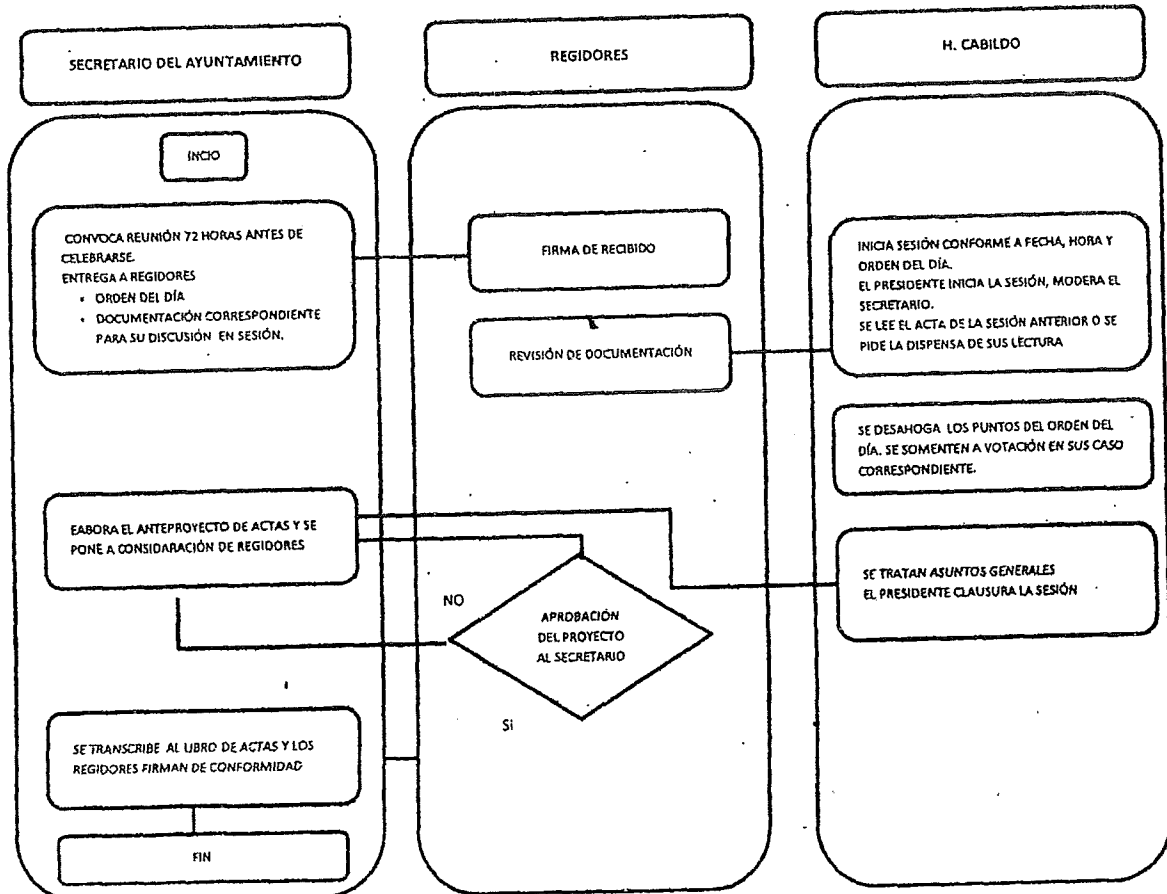 SECRETARIO DEL AYUNTAMIENTO
REGIDORES
H. CABILDO
INCIO
CONVOCA REUNIÓN 72 HORAS ANTES DE
CELEBRARSE.
ENTREGA A REGIDORES
• ORDEN DEL DÍA
• DOCUMENTACIÓN CORRESPONDIENTE
PARA SU DISCUSIÓN EN SESIÓN.
FIRMA DE RECIBIDO
REVISIÓN DE DOCUMENTACIÓN
INICIA SESIÓN CONFORME A FECHA, HORA Y
ORDEN DEL DÍA.
EL PRESIDENTE INICIA LA SESIÓN, MODERA EL
SECRETARIO.
SE LEE EL ACTA DE LA SESIÓN ANTERIOR O SE
PIDE LA DISPENSA DE SUS LECTURA
SE DESAHOGA LOS PUNTOS DEL ORDEN DEL
DÍA. SE SOMENTEN A VOTACIÓN EN SUS CASO
CORRESPONDIENTE.
EABORA EL ANTEPROYECTO DE ACTAS Y SE
PONE A CONSIDARACIÓN DE REGIDORES
SE TRATAN ASUNTOS GENERALES
EL PRESIDENTE CLAUSURA LA SESIÓN
NO
APROBACIÓN
DEL PROYECTO
AL SECRETARIO
Si
SE TRANSCRIBE AL LIBRO DE ACTAS Y LOS
REGIDORES FIRMAN DE CONFORMIDAD
FIN